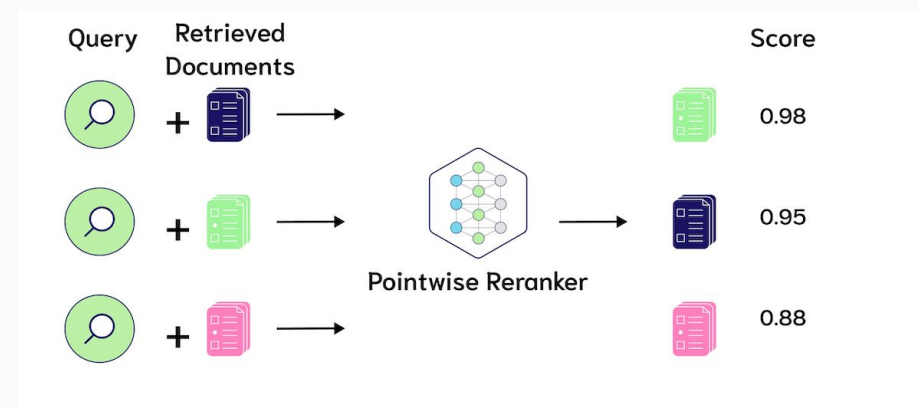 Query
Retrieved
Documents
Score
+
0.98
+
0.95
Pointwise Reranker
+
0.88